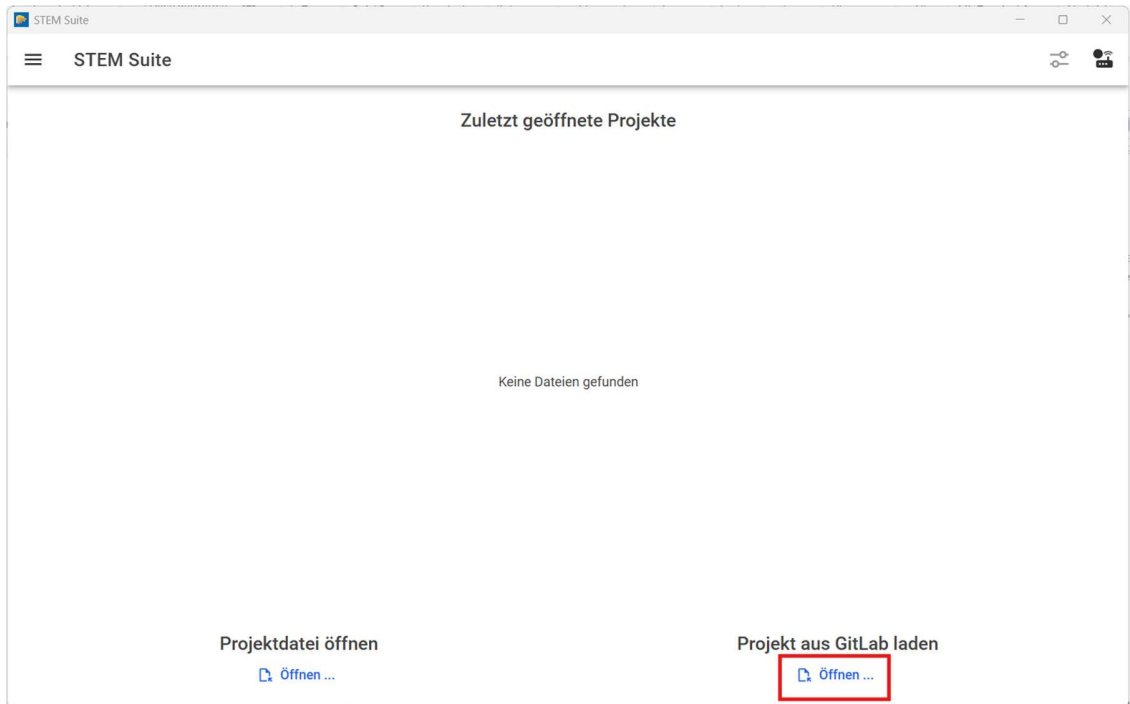 STEM Suite
STEM Suite
Zuletzt geöffnete Projekte
Keine Dateien gefunden
Projektdatei öffnen
Öffnen ...
Projekt aus GitLab laden
Öffnen ...